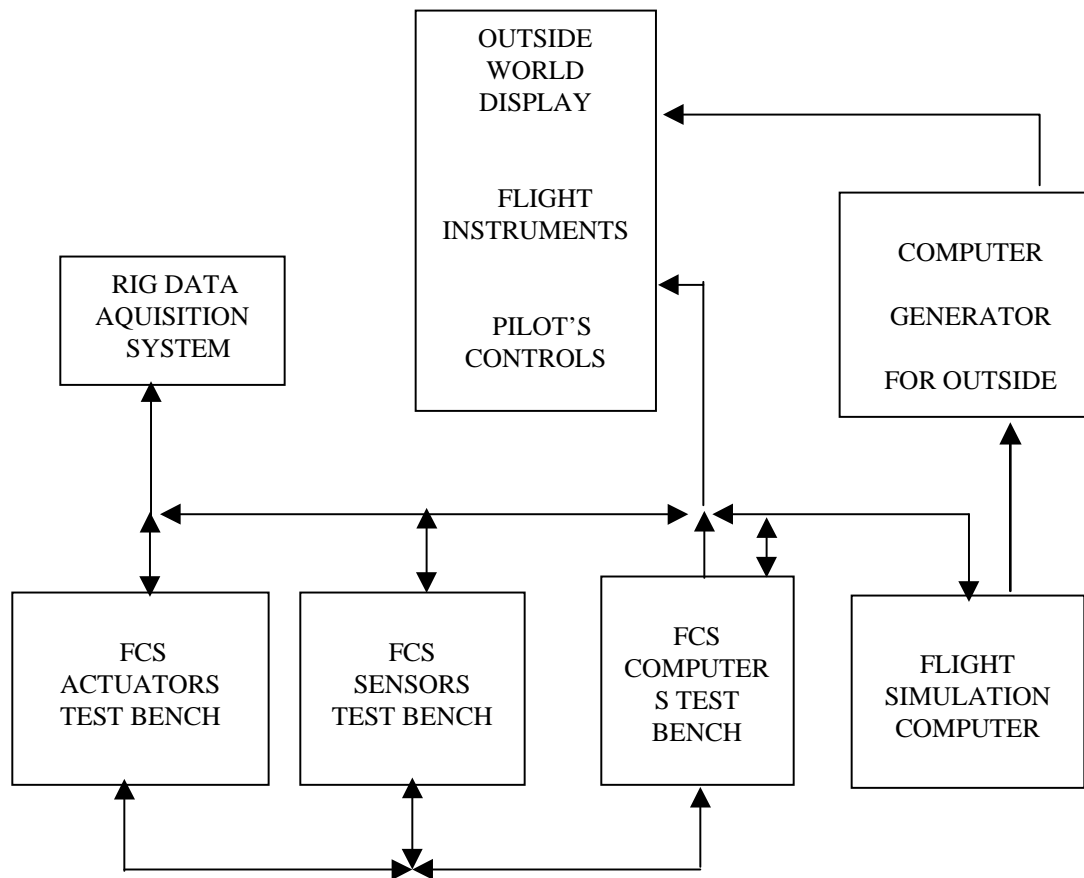 OUTSIDE
WORLD
DISPLAY
FLIGHT
INSTRUMENTS
PILOT'S
CONTROLS
COMPUTER
GENERATOR
FOR OUTSIDE
RIG DATA
AQUISITION
SYSTEM
FCS
ACTUATORS
TEST BENCH
FCS
SENSORS
TEST BENCH
FCS
COMPUTER
S TEST
BENCH
FLIGHT
SIMULATION
COMPUTER